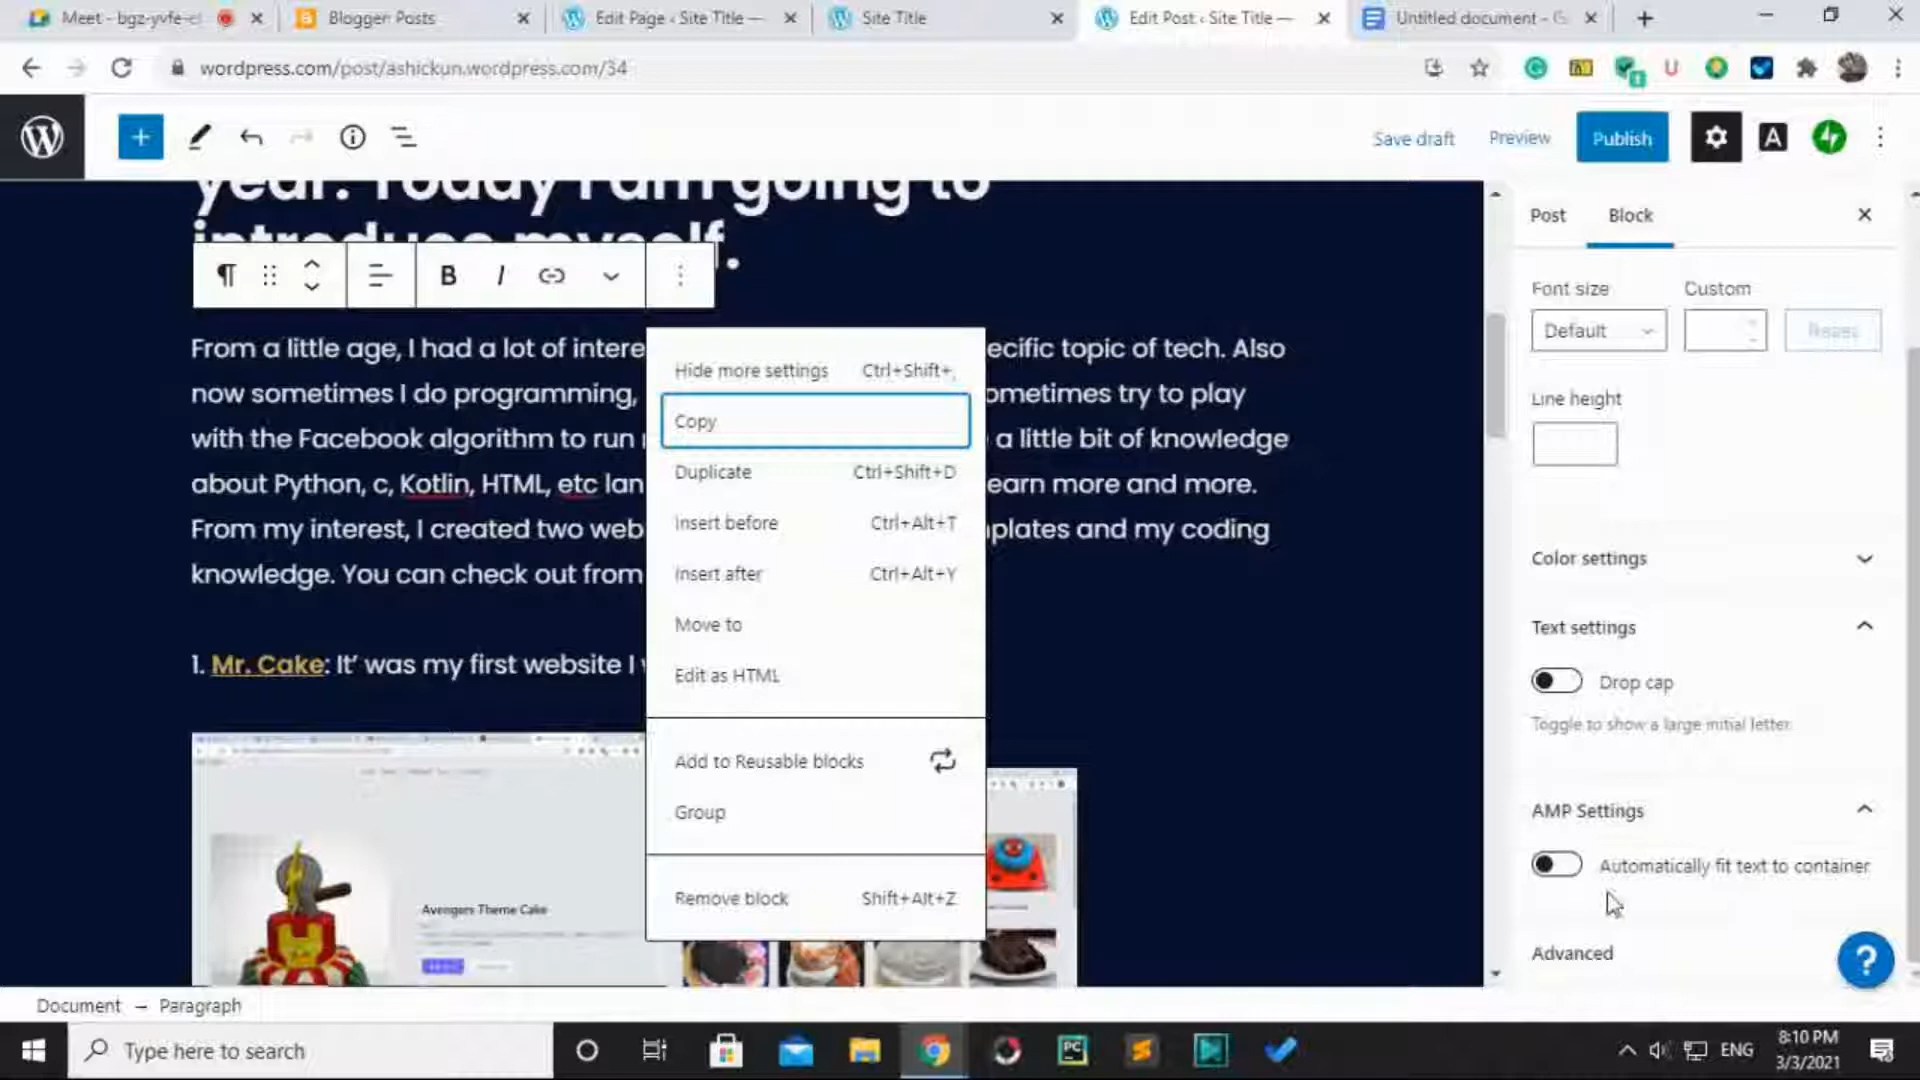 Meet - bgz-yvfe-e
Blogger: Posts
Edit Page ‹ Site Title —
Site Title
Edit Post ‹ Site Title —
Untitled document - G
wordpress.com/post/ashickun.wordpress.com/34
Save draft
Preview
Publish
year. Today I am going to
introduce myself.
From a little age, I had a lot of intere
ecific topic of tech. Also
now sometimes I do programming,
ometimes try to play
with the Facebook algorithm to run
a little bit of knowledge
about Python, c, Kotlin, HTML, etc lan
earn more and more.
From my interest, I created two web
plates and my coding
knowledge. You can check out from
1. Mr. Cake: It’ was my first website I
Avengers Theme Cake
Hide more settings Ctrl+Shift+,
Copy
Duplicate Ctrl+Shift+D
Insert before Ctrl+Alt+T
Insert after Ctrl+Alt+Y
Move to
Edit as HTML
Add to Reusable blocks
Group
Remove block Shift+Alt+Z
Post
Block
Font size
Custom
Default
Reset
Line height
Color settings
Text settings
Drop cap
Toggle to show a large initial letter.
AMP Settings
Automatically fit text to container
Advanced
Document → Paragraph
Type here to search
ENG
8:10 PM
3/3/2021